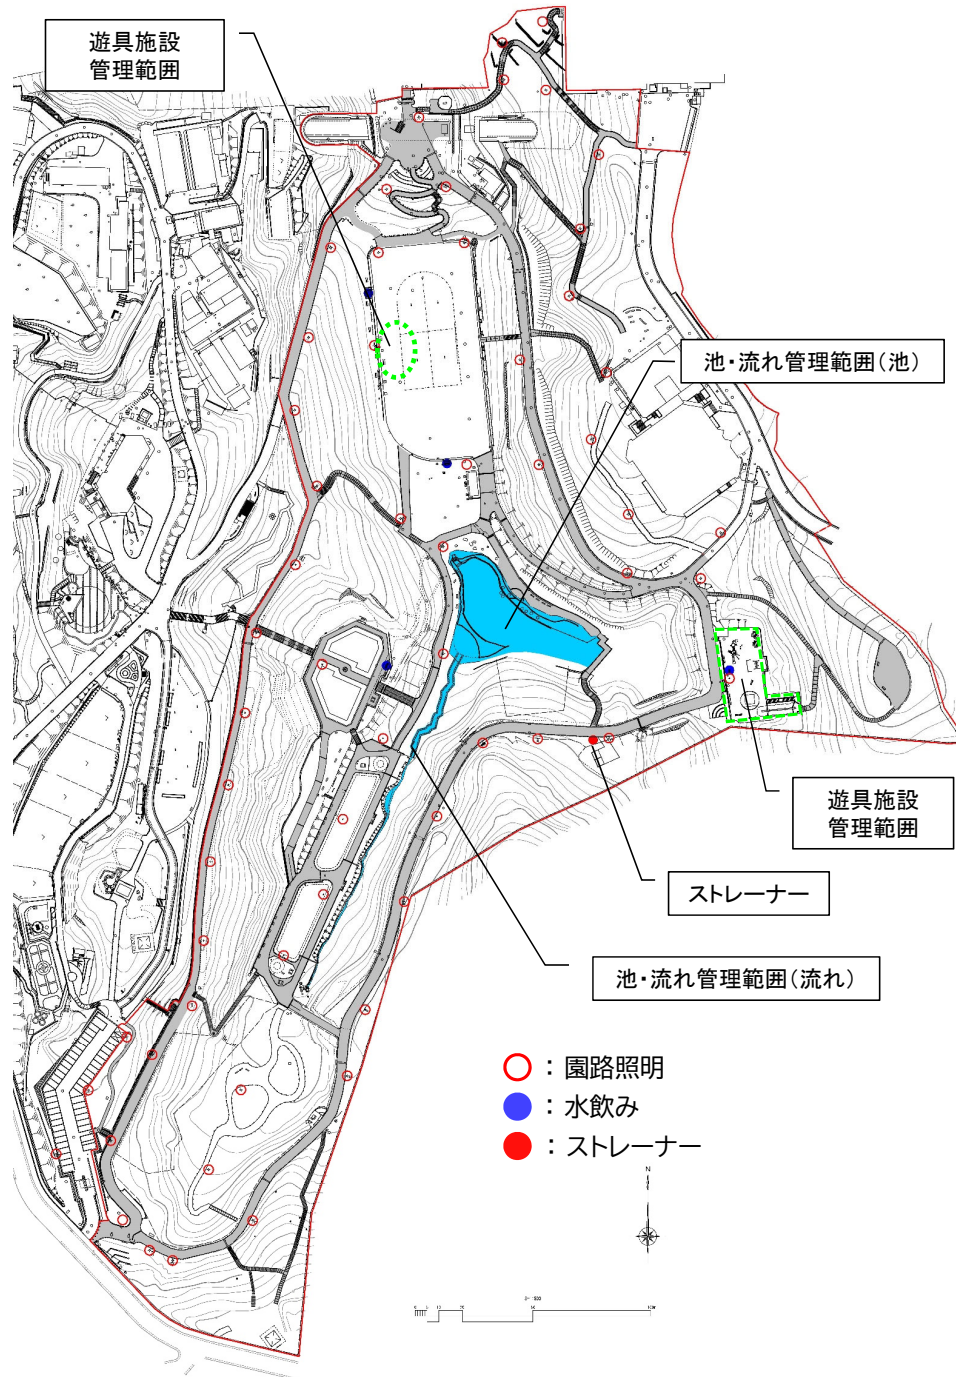 遊具施設
管理範囲
池・流れ管理範囲(池)
遊具施設
管理範囲
ストレーナー
池・流れ管理範囲(流れ)
：園路照明
：水飲み
：ストレーナー
N